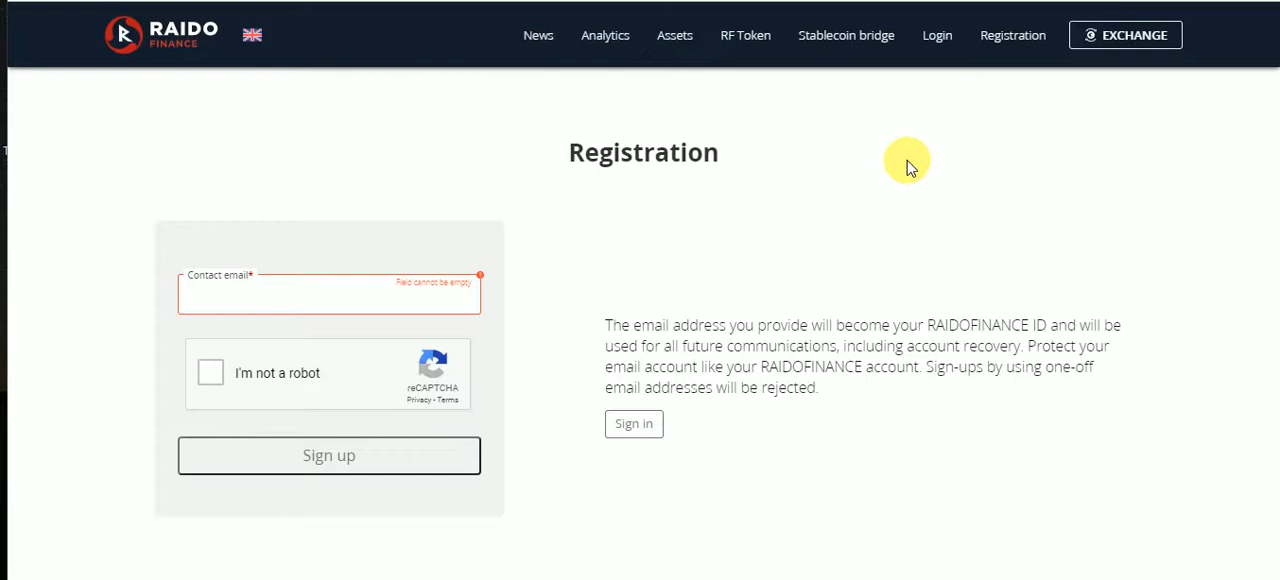 RAIDO
FINANCE
News Analytics Assets RF Token Stablecoin bridge Login Registration EXCHANGE
Registration
Contact email*
Field cannot be empty
I'm not a robot
reCAPTCHA
Privacy - Terms
Sign up
The email address you provide will become your RAIDOFINANCE ID and will be
used for all future communications, including account recovery. Protect your
email account like your RAIDOFINANCE account. Sign-ups by using one-off
email addresses will be rejected.
Sign in